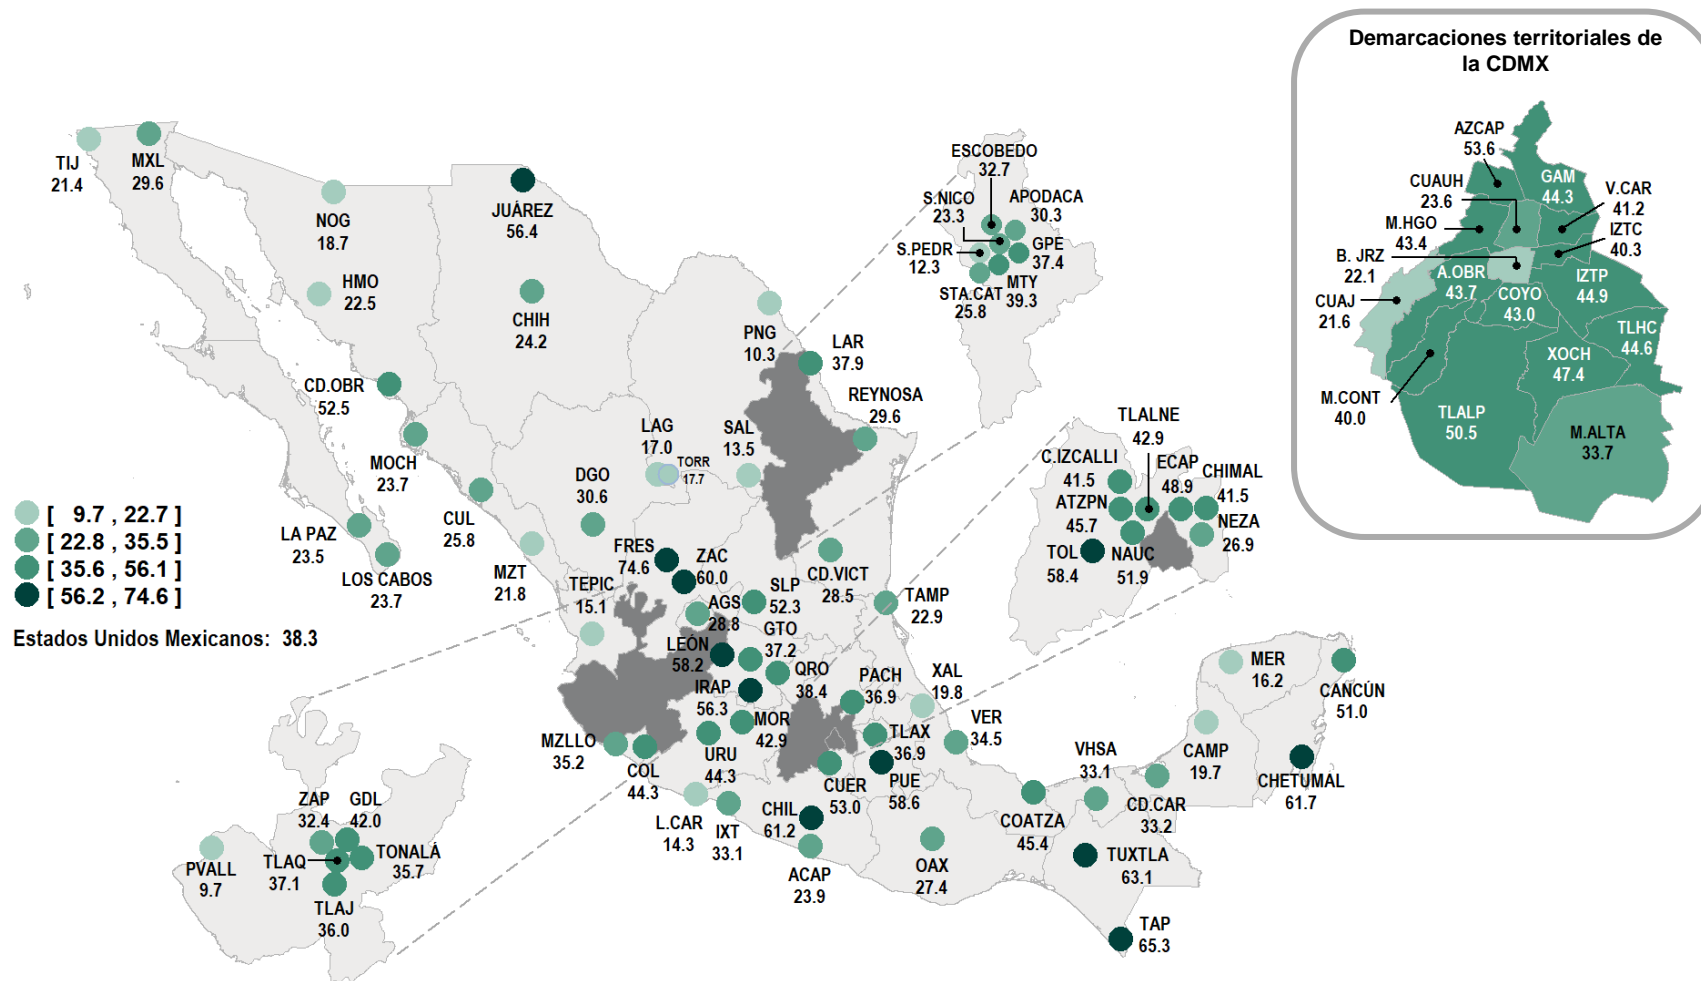 Demarcaciones territoriales de
la CDMX
AZCAP
53.6
GAM
44.3
CUAUH
23.6
V.CAR
41.2
M.HGO
43.4
IZTC
40.3
B. JRZ
22.1
A.OBR
43.7
IZTP
44.9
CUAJ
21.6
COYO
43.0
TLHC
44.6
XOCH
47.4
M.CONT
40.0
TLALP
50.5
M.ALTA
33.7
TIJ
21.4
MXL
29.6
NOG
18.7
JUÁREZ
56.4
HMO
22.5
CHIH
24.2
ESCOBEDO
32.7
S.NICO
23.3
APODACA
30.3
S.PEDR
12.3
GPE
37.4
MTY
39.3
STA.CAT
25.8
PNG
10.3
LAR
37.9
REYNOSA
29.6
CD.OBR
52.5
MOCH
23.7
LAG
17.0
TORR
17.7
SAL
13.5
DGO
30.6
CUL
25.8
LA PAZ
23.5
LOS CABOS
23.7
MZT
21.8
TLALNE
42.9
C.IZCALLI
41.5
ECAP
48.9
CHIMAL
41.5
ATZPN
45.7
NEZA
26.9
TOL
58.4
NAUC
51.9
[ 9.7 , 22.7 ]
[ 22.8 , 35.5 ]
[ 35.6 , 56.1 ]
[ 56.2 , 74.6 ]
Estados Unidos Mexicanos: 38.3
FRES
74.6
ZAC
60.0
TEPIC
15.1
AGS
28.8
SLP
52.3
CD.VICT
28.5
TAMP
22.9
LEÓN
58.2
GTO
37.2
QRO
38.4
IRAP
56.3
PACH
36.9
XAL
19.8
MOR
42.9
TLAX
36.9
VER
34.5
MZLLO
35.2
COL
44.3
URU
44.3
CUER
53.0
PUE
58.6
L.CAR
14.3
IXT
33.1
CHIL
61.2
ACAP
23.9
OAX
27.4
COATZA
45.4
VHSA
33.1
CD.CAR
33.2
CAMP
19.7
MER
16.2
CANCÚN
51.0
CHETUMAL
61.7
TUXTLA
63.1
TAP
65.3
ZAP
32.4
GDL
42.0
PVALL
9.7
TLAQ
37.1
TONALÁ
35.7
TLAJ
36.0